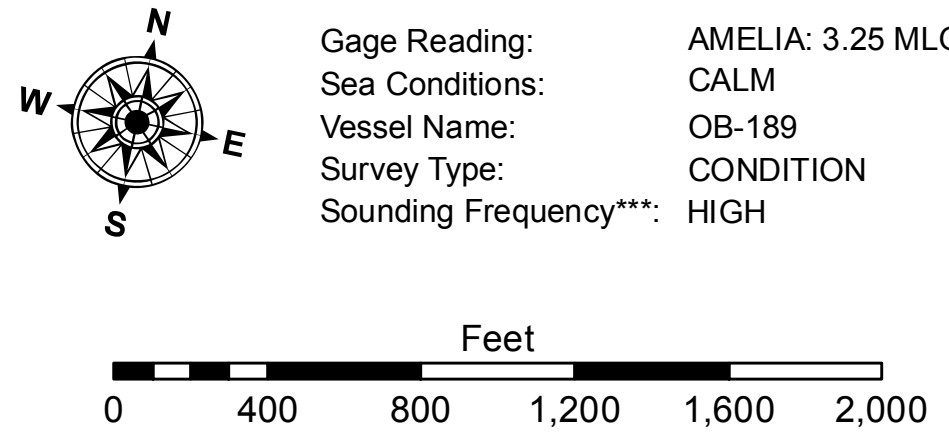 N
W
E
S
Gage Reading: AMELIA: 3.25
Sea Conditions: CALM
Vessel Name: OB-189
Survey Type: CONDITION
Sounding Frequency***: HIGH
Feet
0 400 800 1,200 1,600 2,000